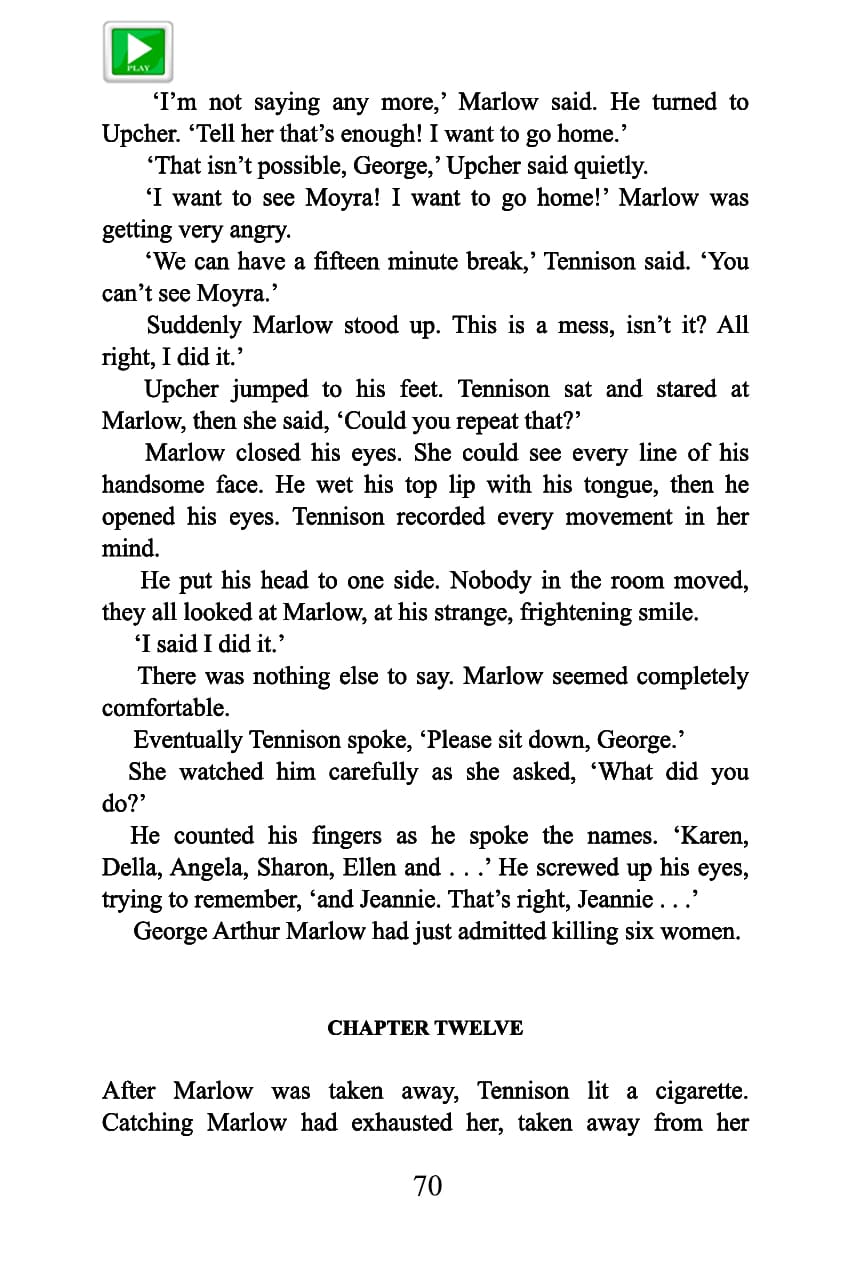 PLAY
‘I’m not saying any more,’ Marlow said. He turned to
Upcher. ‘Tell her that’s enough! I want to go home.’
‘That isn’t possible, George,’ Upcher said quietly.
‘I want to see Moyra! I want to go home!’ Marlow was
getting very angry.
‘We can have a fifteen minute break,’ Tennison said. ‘You
can’t see Moyra.’
Suddenly Marlow stood up. This is a mess, isn’t it? All
right, I did it.’
Upcher jumped to his feet. Tennison sat and stared at
Marlow, then she said, ‘Could you repeat that?’
Marlow closed his eyes. She could see every line of his
handsome face. He wet his top lip with his tongue, then he
opened his eyes. Tennison recorded every movement in her
mind.
He put his head to one side. Nobody in the room moved,
they all looked at Marlow, at his strange, frightening smile.
‘I said I did it.’
There was nothing else to say. Marlow seemed completely
comfortable.
Eventually Tennison spoke, ‘Please sit down, George.’
She watched him carefully as she asked, ‘What did you
do?’
He counted his fingers as he spoke the names. ‘Karen,
Della, Angela, Sharon, Ellen and . . .’ He screwed up his eyes,
trying to remember, ‘and Jeannie. That’s right, Jeannie . . .’
George Arthur Marlow had just admitted killing six women.
CHAPTER TWELVE
After Marlow was taken away, Tennison lit a cigarette.
Catching Marlow had exhausted her, taken away from her
70